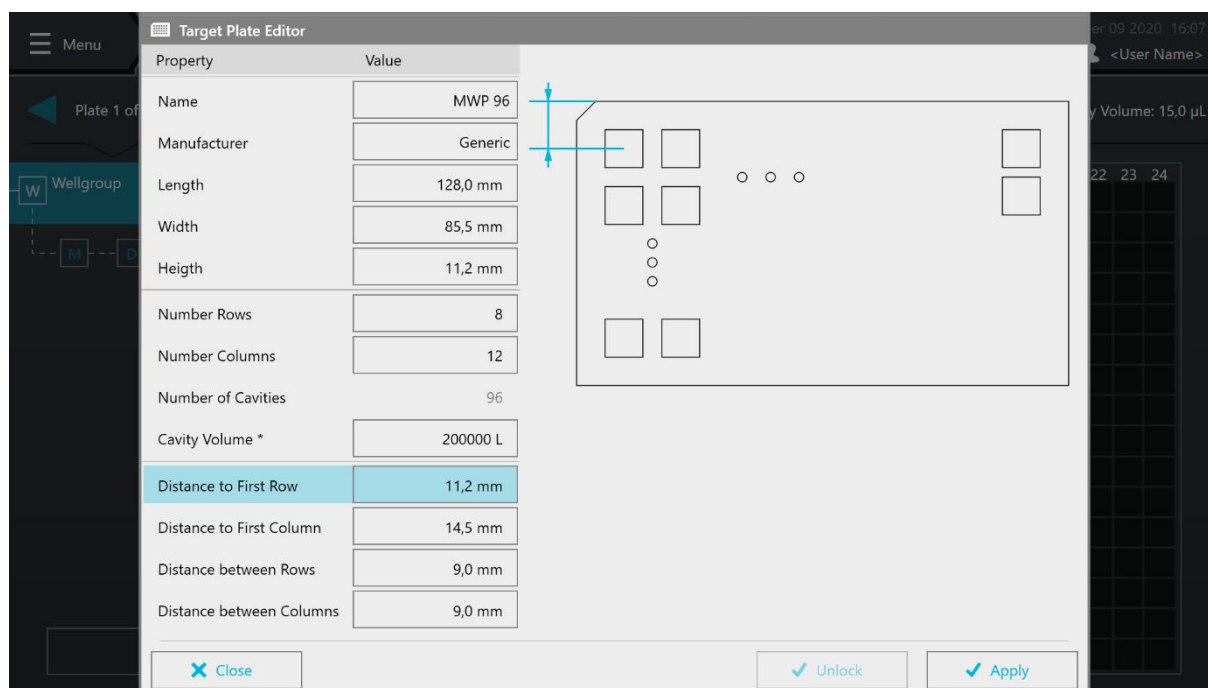 Menu
Target Plate Editor
er 09 2020 16:07
<User Name>
Property Value
Plate 1 of
y Volume: 15,0 µL
Name MWP 96
Manufacturer Generic
Wellgroup
W
Length 128,0 mm
22 23 24
Width 85,5 mm
M D
Heigth 11,2 mm
Number Rows 8
Number Columns 12
Number of Cavities 96
Cavity Volume * 200000 L
Distance to First Row 11,2 mm
Distance to First Column 14,5 mm
Distance between Rows 9,0 mm
Distance between Columns 9,0 mm
Close
Unlock
Apply